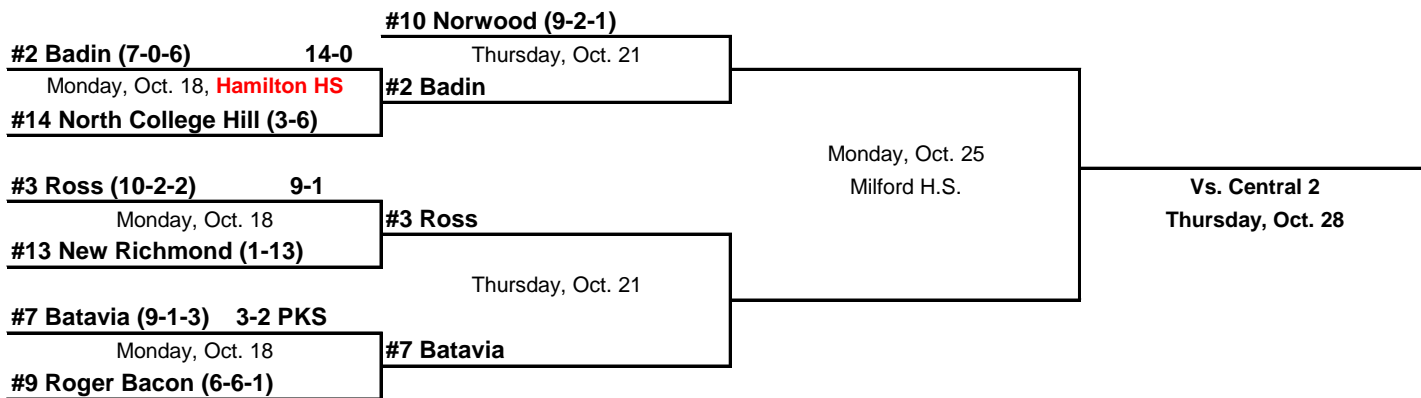 #10 Norwood (9-2-1)
#2 Badin (7-0-6) 14-0
Thursday, Oct. 21
Monday, Oct. 18, Hamilton HS
#2 Badin
#14 North College Hill (3-6)
Monday, Oct. 25
Milford H.S.
#3 Ross (10-2-2) 9-1
Vs. Central 2
Monday, Oct. 18
#3 Ross
Thursday, Oct. 28
#13 New Richmond (1-13)
Thursday, Oct. 21
#7 Batavia (9-1-3) 3-2 PKS
Monday, Oct. 18
#7 Batavia
#9 Roger Bacon (6-6-1)